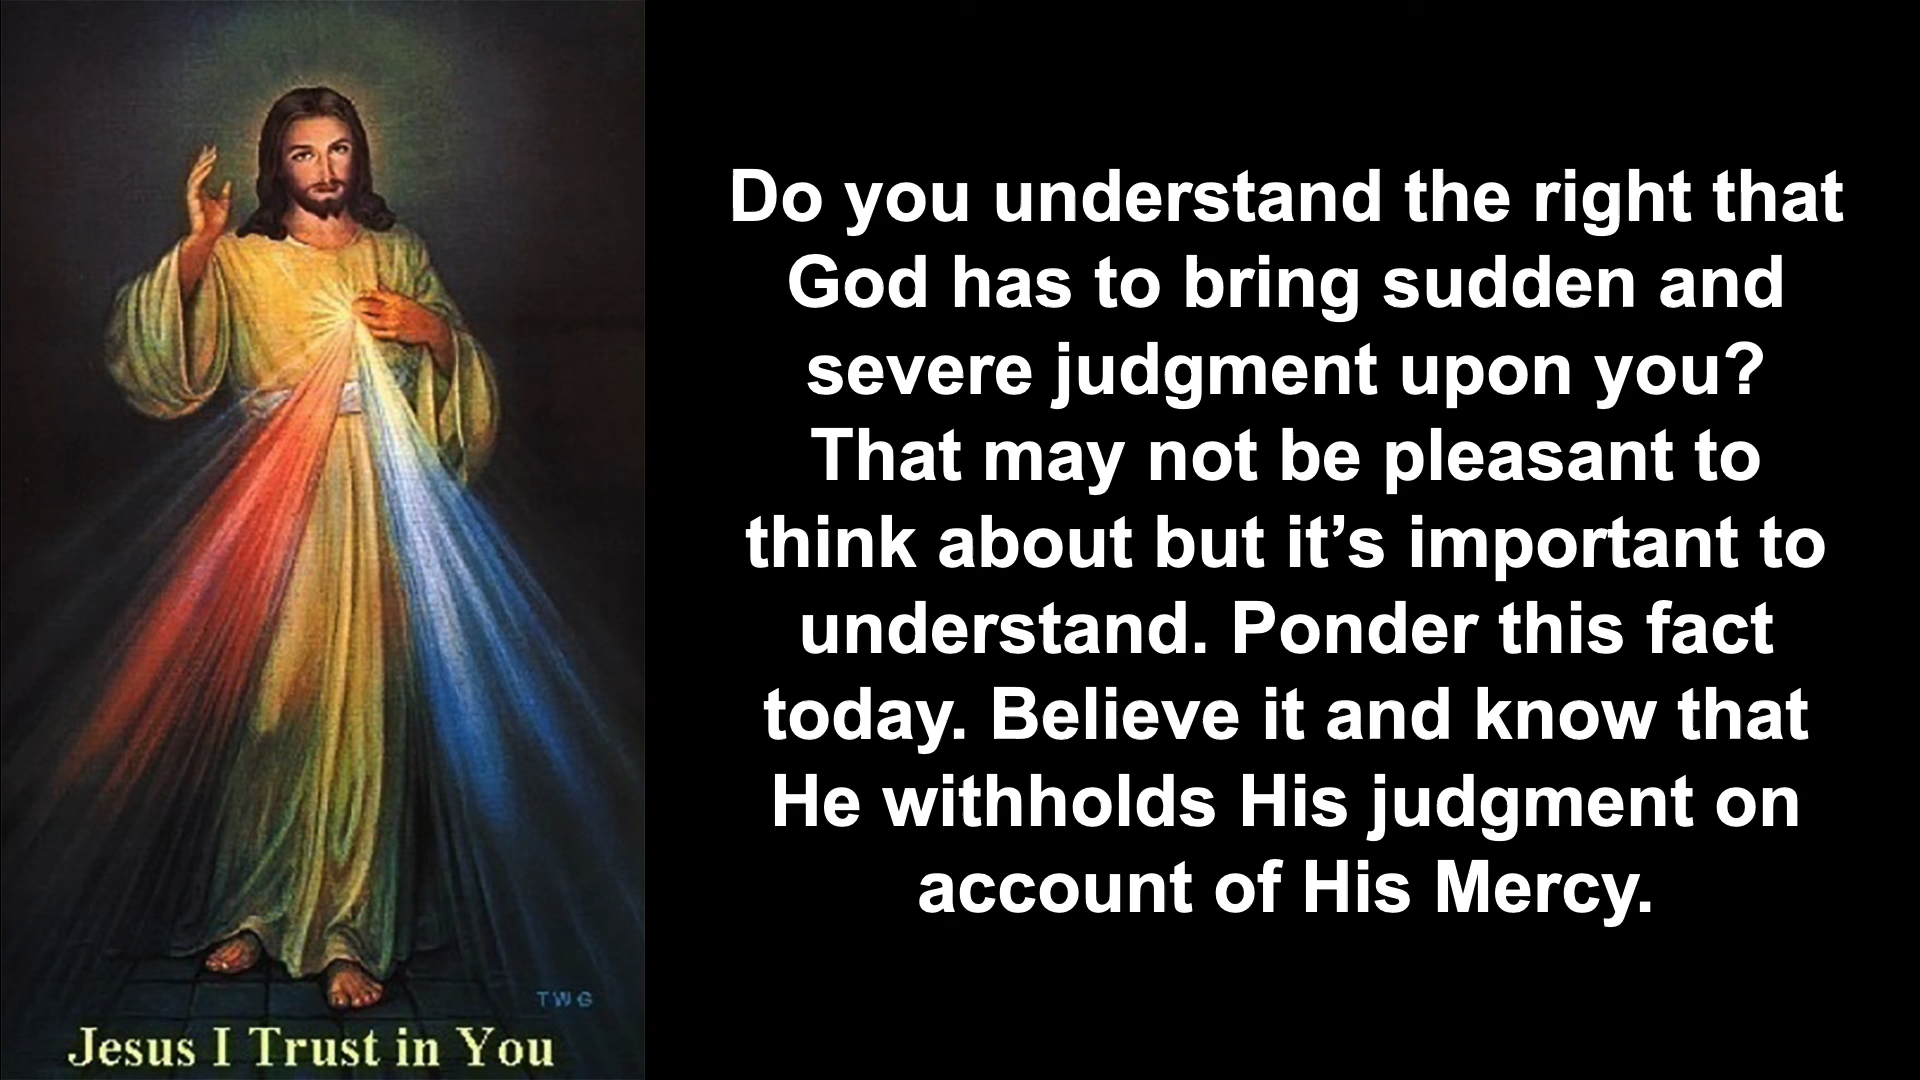 Do you understand the right that
God has to bring sudden and
severe judgment upon you?
That may not be pleasant to
think about but it’s important to
understand. Ponder this fact
today. Believe it and know that
He withholds His judgment on
account of His Mercy.
TWG
Jesus I Trust in You